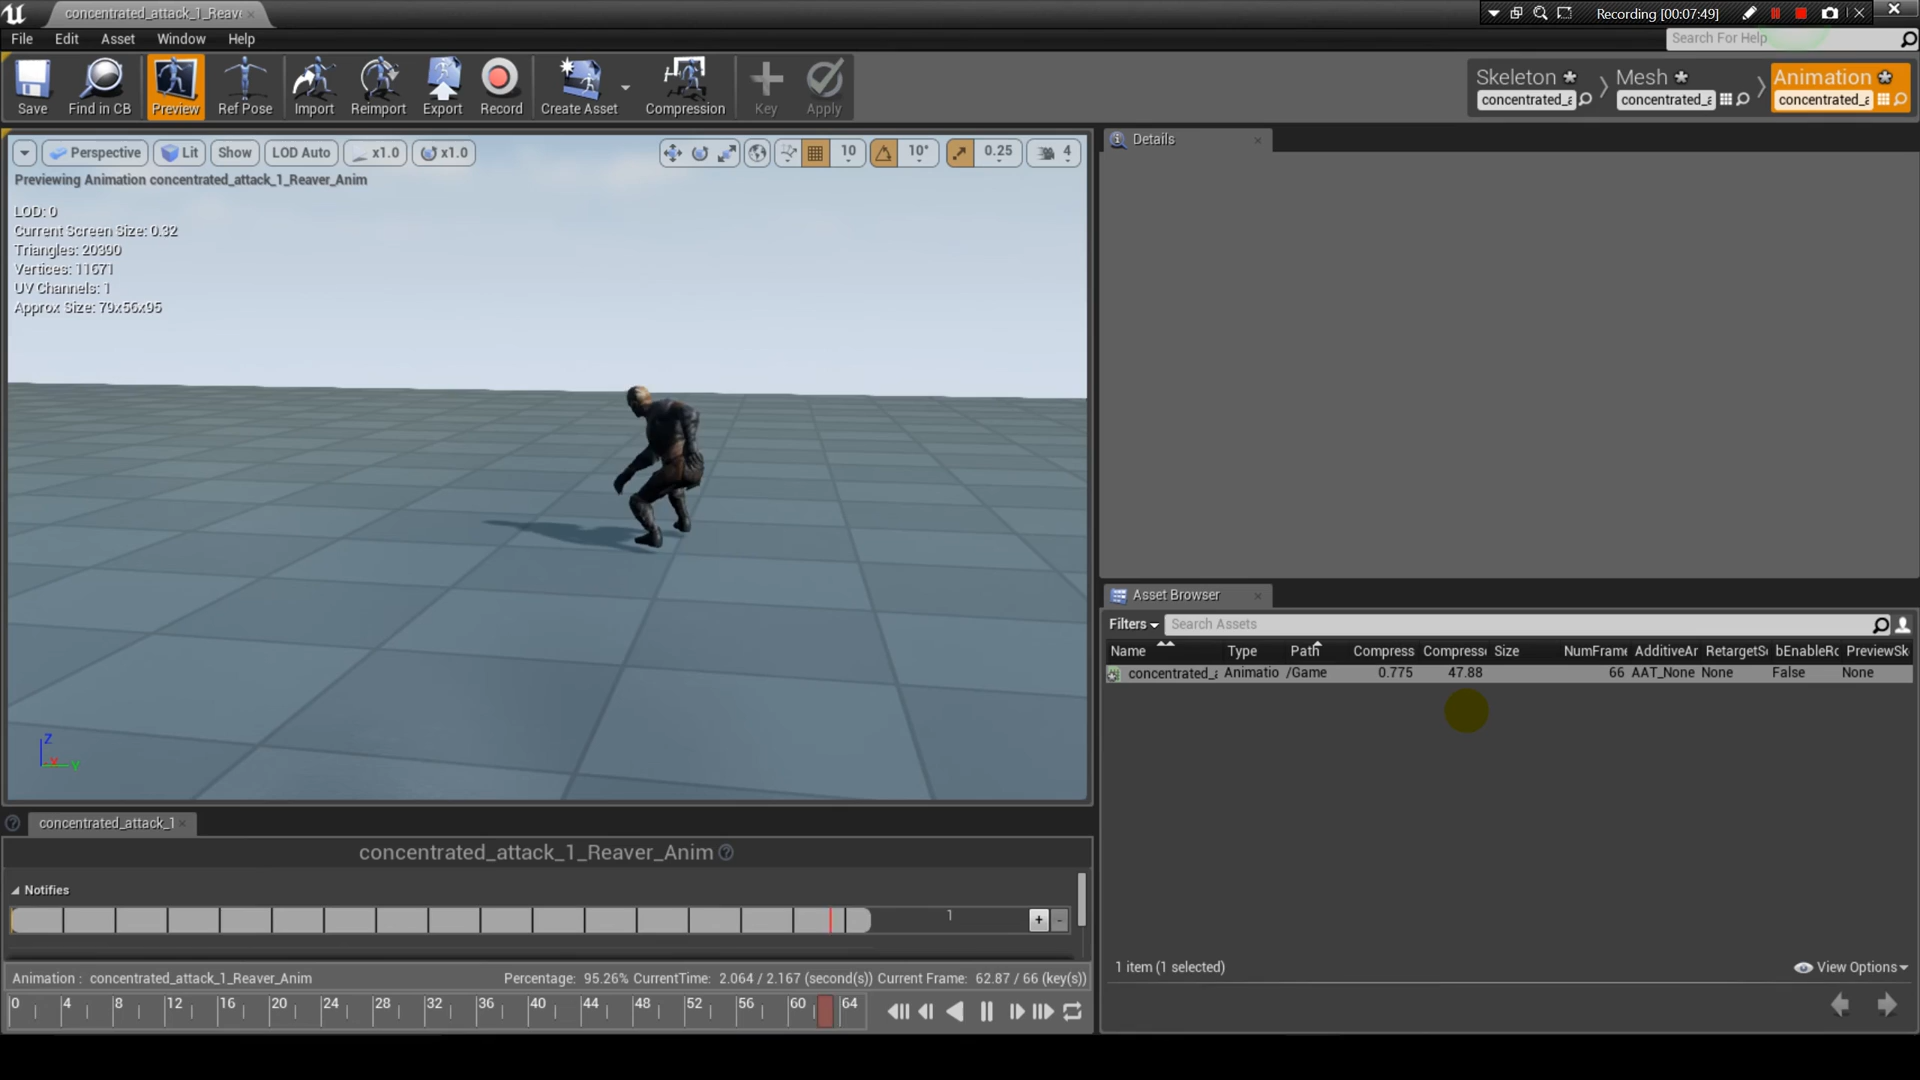 concentrated_attack_1_Reave
Recording [00:07:49]
File Edit Asset Window Help
Search For Help
Save
Find in CB
Preview
Ref Pose
Import
Reimport
Export
Record
Create Asset
Compression
Key
Apply
Skeleton
concentrated_a
Mesh
concentrated_a
Animation
concentrated_a
Perspective
Lit
Show
LOD Auto
x1.0
x1.0
10
10°
0.25
4
Previewing Animation concentrated_attack_1_Reaver_Anim
LOD: 0
Current Screen Size: 0.32
Triangles: 20390
Vertices: 11671
UV Channels: 1
Approx Size: 79x56x95
Z
X
Y
Details
Asset Browser
Filters
Search Assets
Name Type Path Compress Compresse Size NumFrame AdditiveAr RetargetSo bEnableRo PreviewSk
concentrated_a Animatio /Game 0.775 47.88 66 AAT_None None False None
1 item (1 selected)
View Options
concentrated_attack_1
concentrated_attack_1_Reaver_Anim
Notifies
1
+
-
Animation : concentrated_attack_1_Reaver_Anim
Percentage: 95.26% CurrentTime: 2.064 / 2.167 (second(s)) Current Frame: 62.87 / 66 (key(s))
0 4 8 12 16 20 24 28 32 36 40 44 48 52 56 60 64